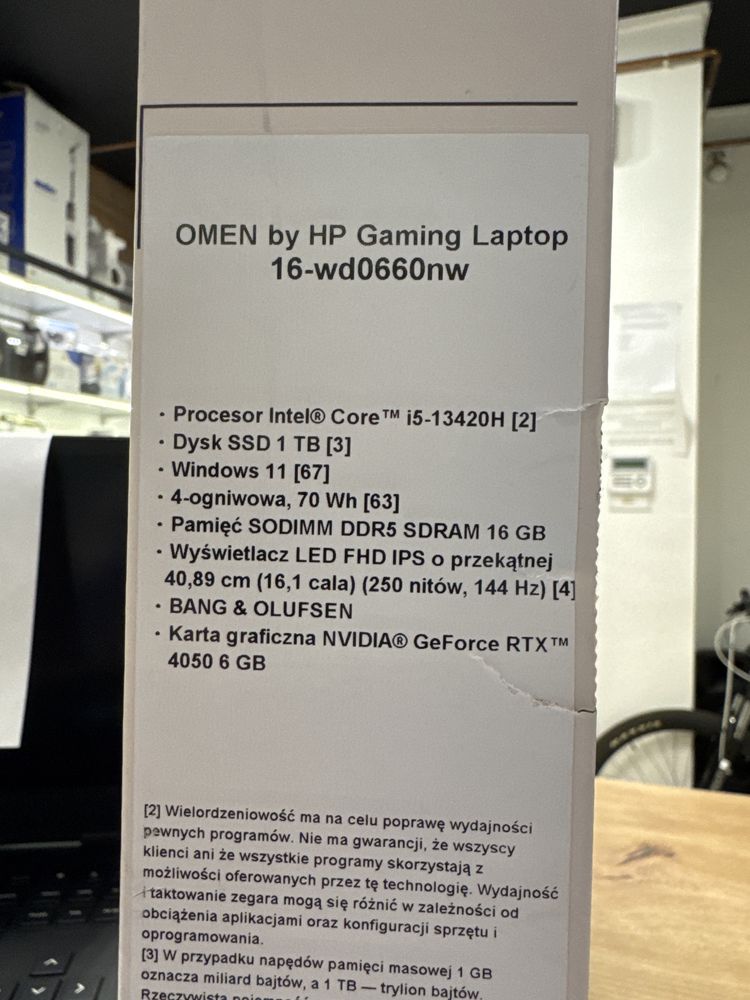 OMEN by HP Gaming Laptop
16-wd0660nw
· Procesor Intel® Core™ i5-13420H [2]
· Dysk SSD 1 TB [3]
· Windows 11 [67]
· 4-ogniwowa, 70 Wh [63]
· Pamięć SODIMM DDR5 SDRAM 16 GB
· Wyświetlacz LED FHD IPS o przekątnej
40,89 cm (16,1 cala) (250 nitów, 144 Hz) [4]
· BANG & OLUFSEN
· Karta graficzna NVIDIA® GeForce RTX™
4050 6 GB
[2] Wielordzeniowość ma na celu poprawę wydajności
pewnych programów. Nie ma gwarancji, że wszyscy
klienci ani że wszystkie programy skorzystają z
możliwości oferowanych przez tę technologię. Wydajność
i taktowanie zegara mogą się różnić w zależności od
obciążenia aplikacjami oraz konfiguracji sprzętu i
oprogramowania.
[3] W przypadku napędów pamięci masowej 1 GB
oznacza miliard bajtów, a 1 TB — trylion bajtów.
Rzeczywista